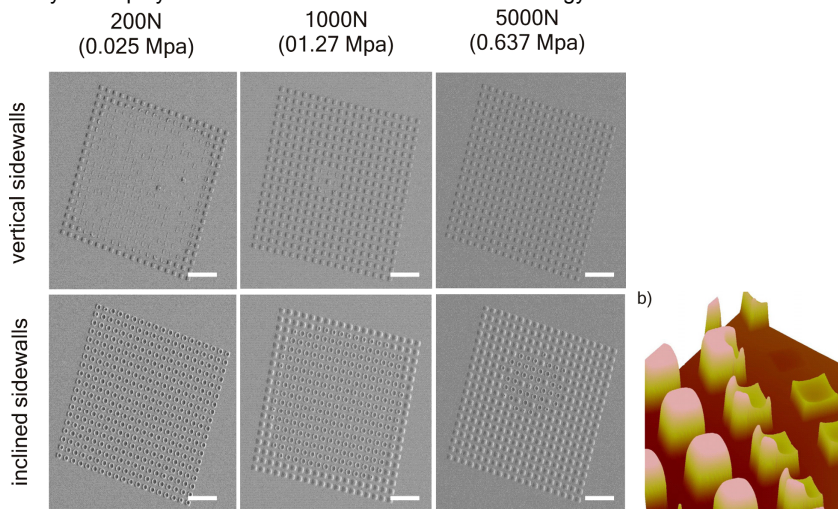 200N
(0.025 Mpa)
1000N
(01.27 Mpa)
5000N
(0.637 Mpa)
vertical sidewalls
b)
inclined sidewalls